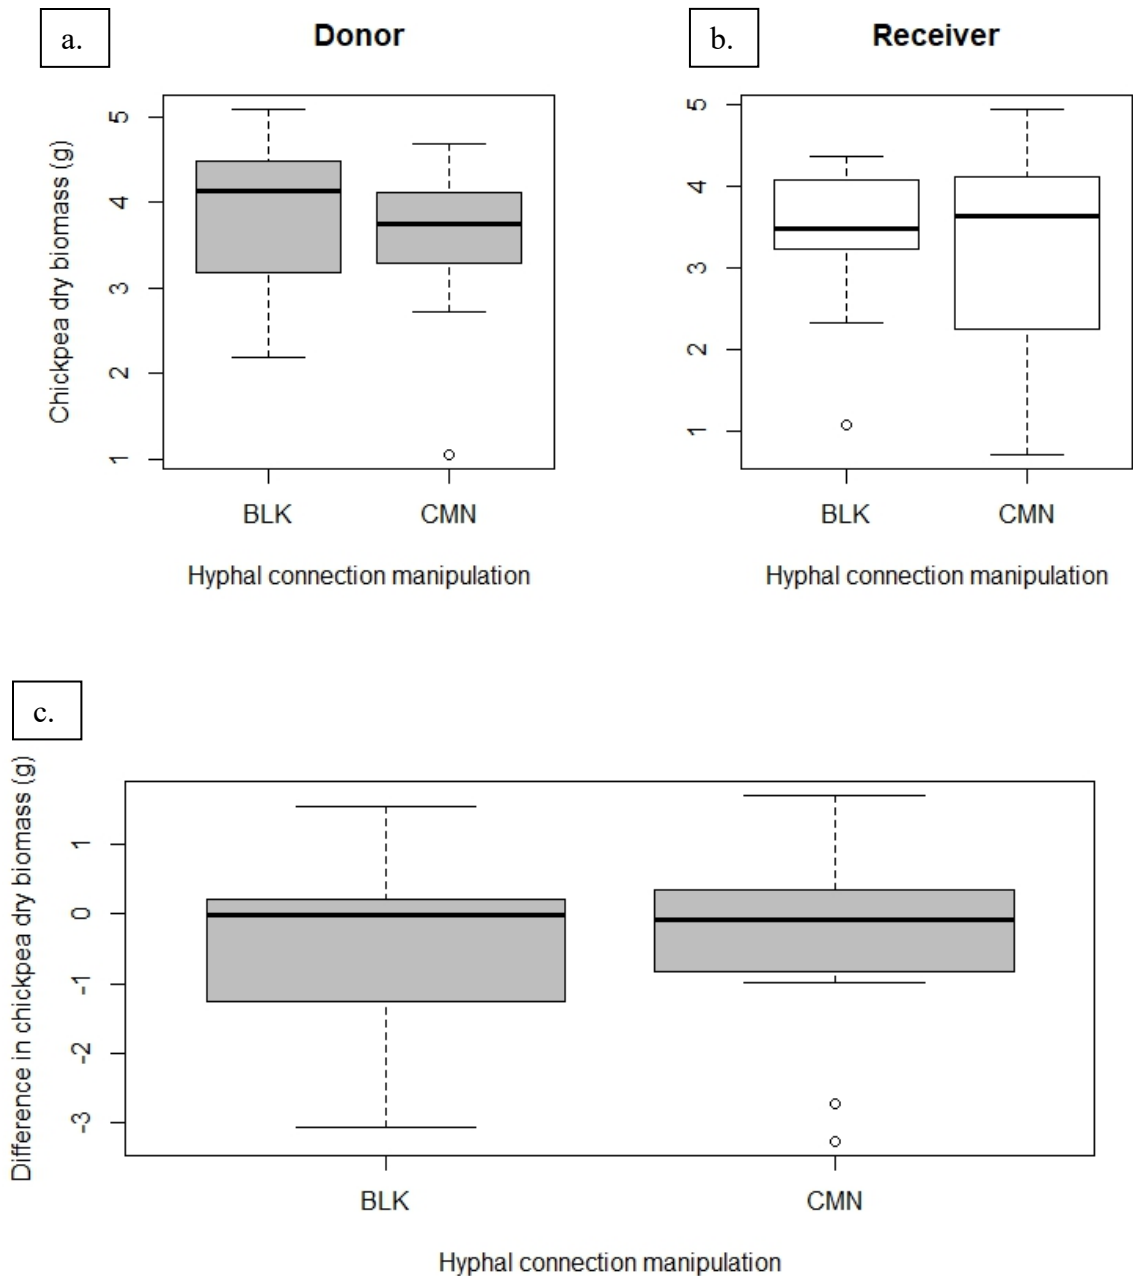 a.
Donor
b.
Receiver
Chickpea dry biomass (g)
5
4
3
2
1
BLK
CMN
Hyphal connection manipulation
5
4
3
2
1
BLK
CMN
Hyphal connection manipulation
c.
Difference in chickpea dry biomass (g)
1
0
-1
-2
-3
BLK
CMN
Hyphal connection manipulation